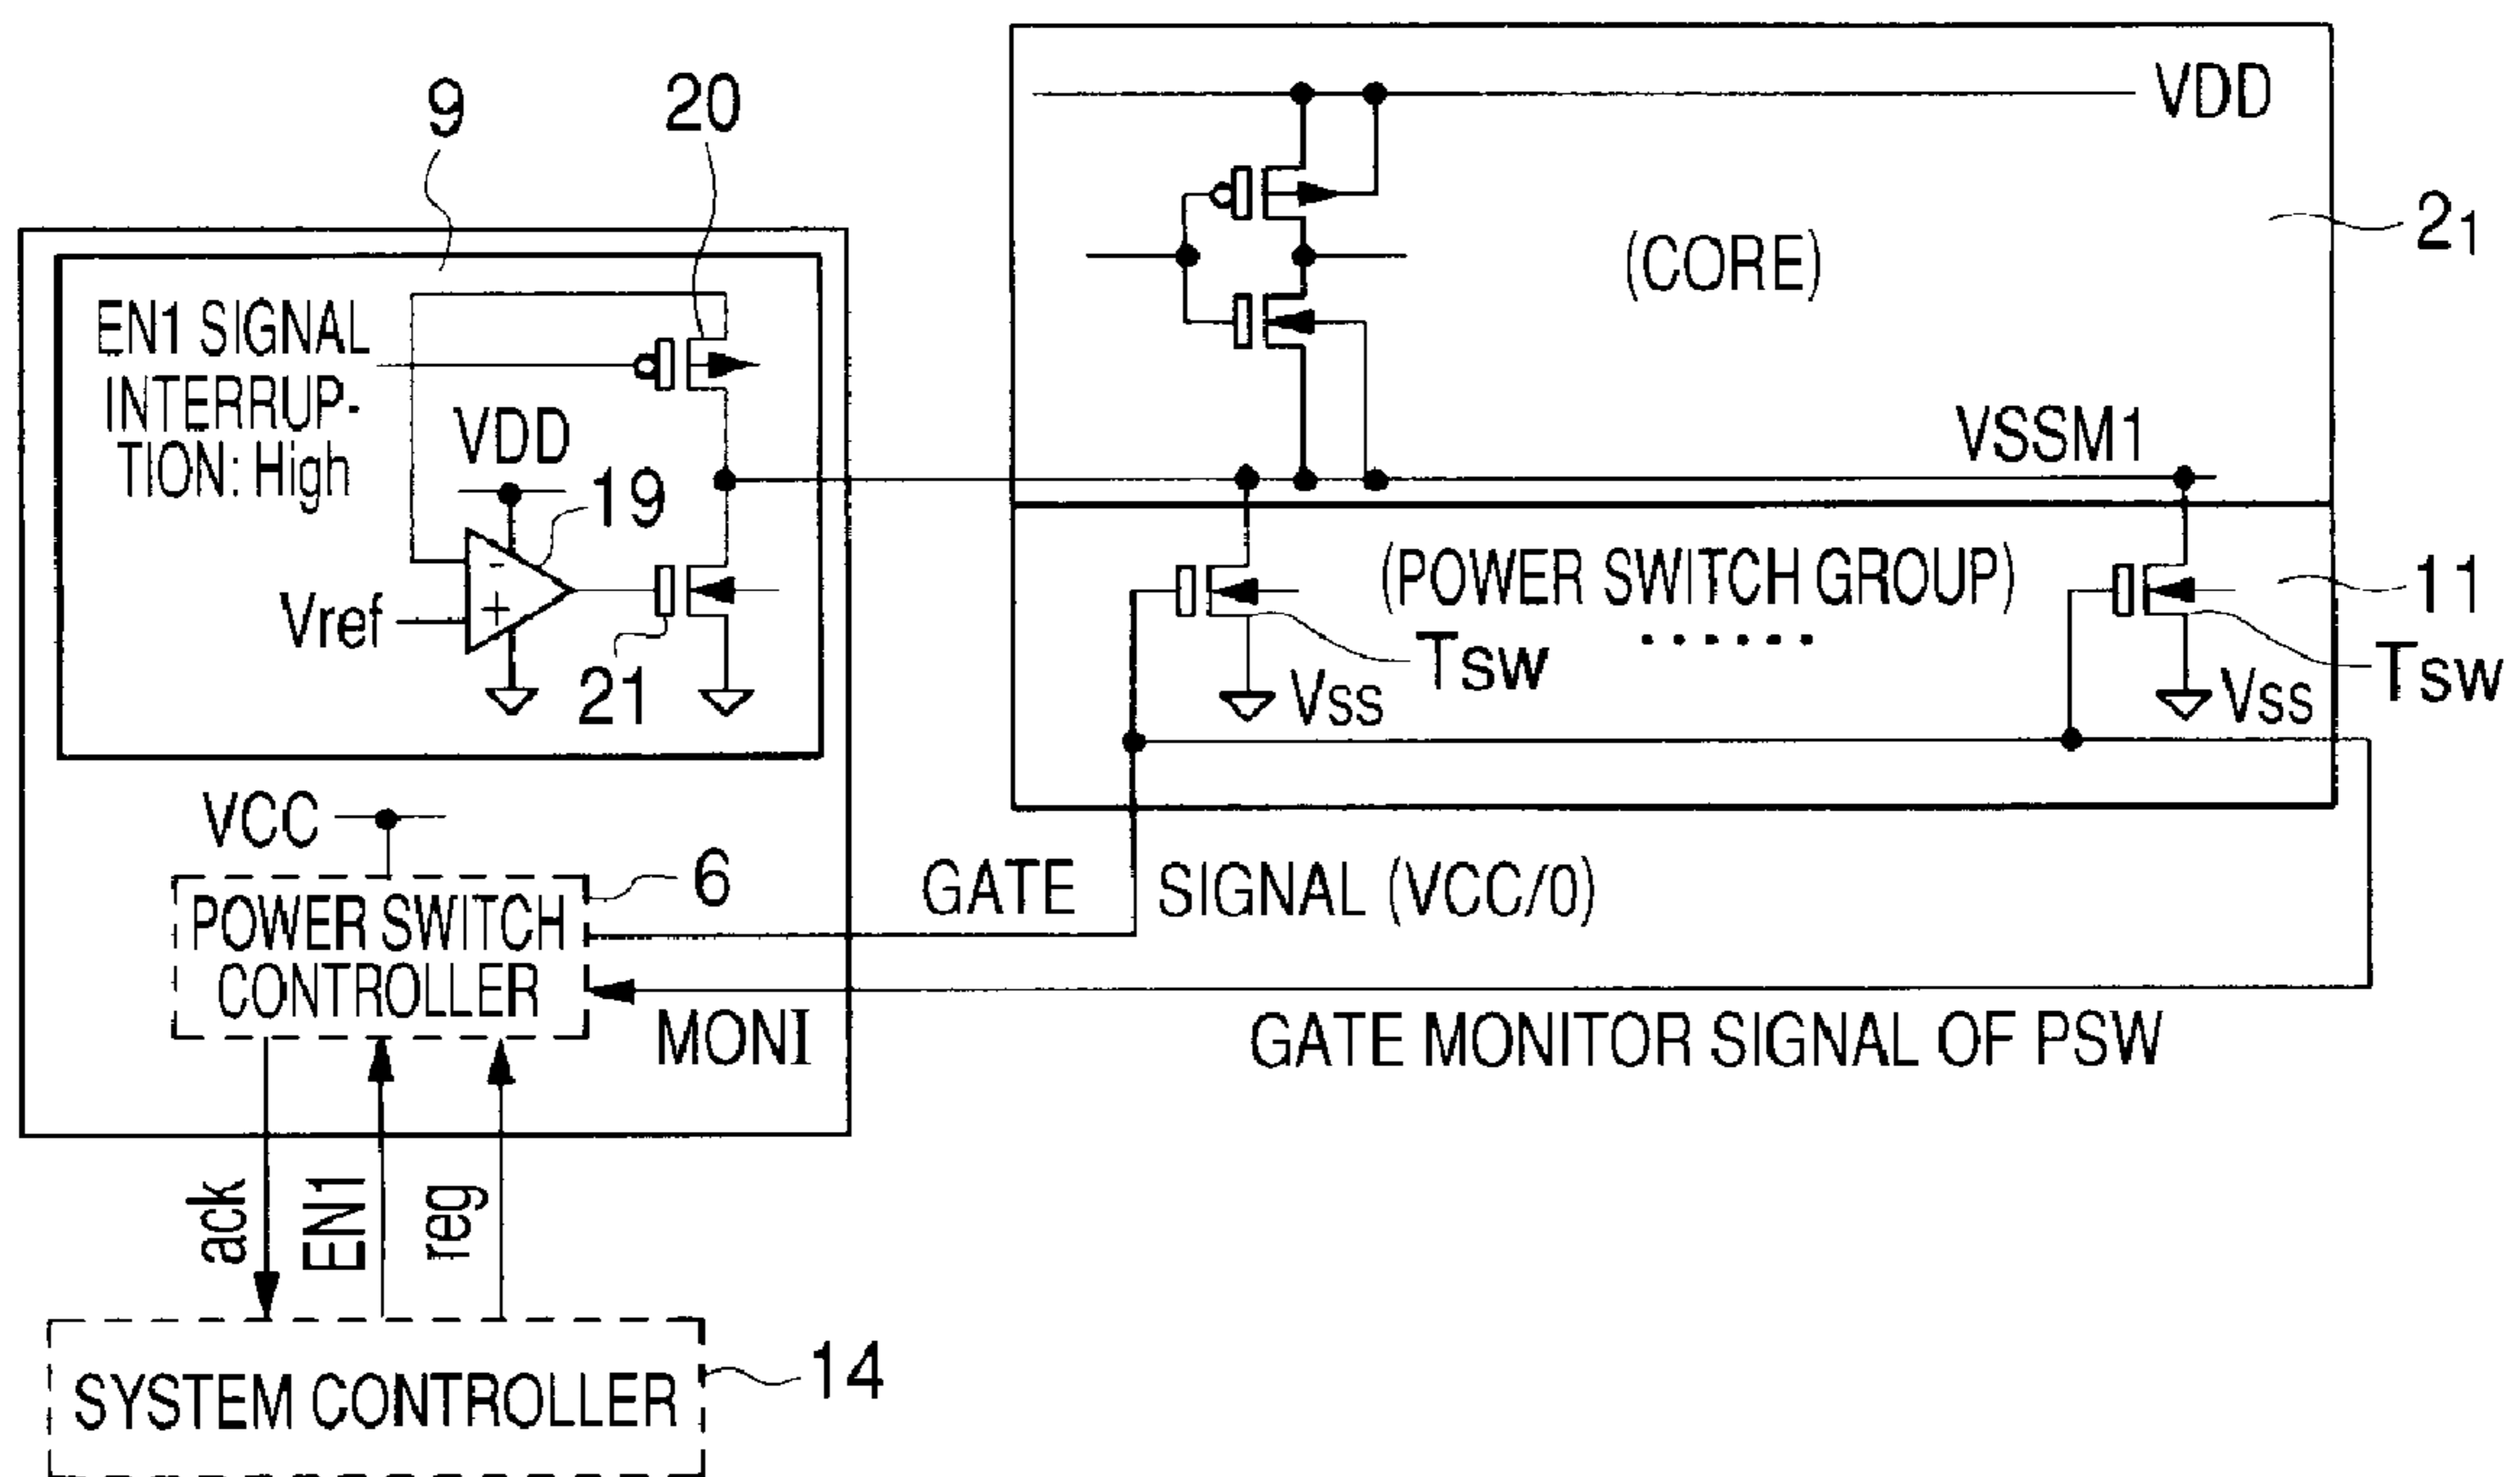 9
20
VDD
2₁
(CORE)
EN1 SIGNAL
INTERRUP-
TION: High
VDD
19
VSSM1
Vref
-
+
21
(POWER SWITCH GROUP)
......
11
TSW
VSS
TSW
VSS
VCC
6
POWER SWITCH
CONTROLLER
GATE SIGNAL (VCC/0)
MONI
GATE MONITOR SIGNAL OF PSW
ack
EN1
reg
SYSTEM CONTROLLER
14